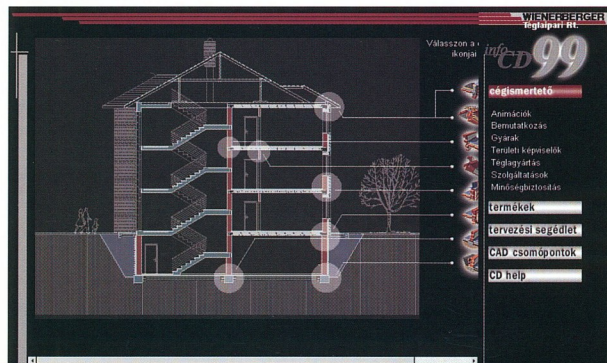 WIENERBERGER
Téglaipari Rt.
Válasszon a
ikonjai
info CD 99
cégismertető
Animációk
Bemutatkozás
Gyárak
Területi képviselők
Téglagyártás
Szolgáltatások
Minőségbiztosítás
termékek
tervezési segédlet
CAD csomópontok
CD help